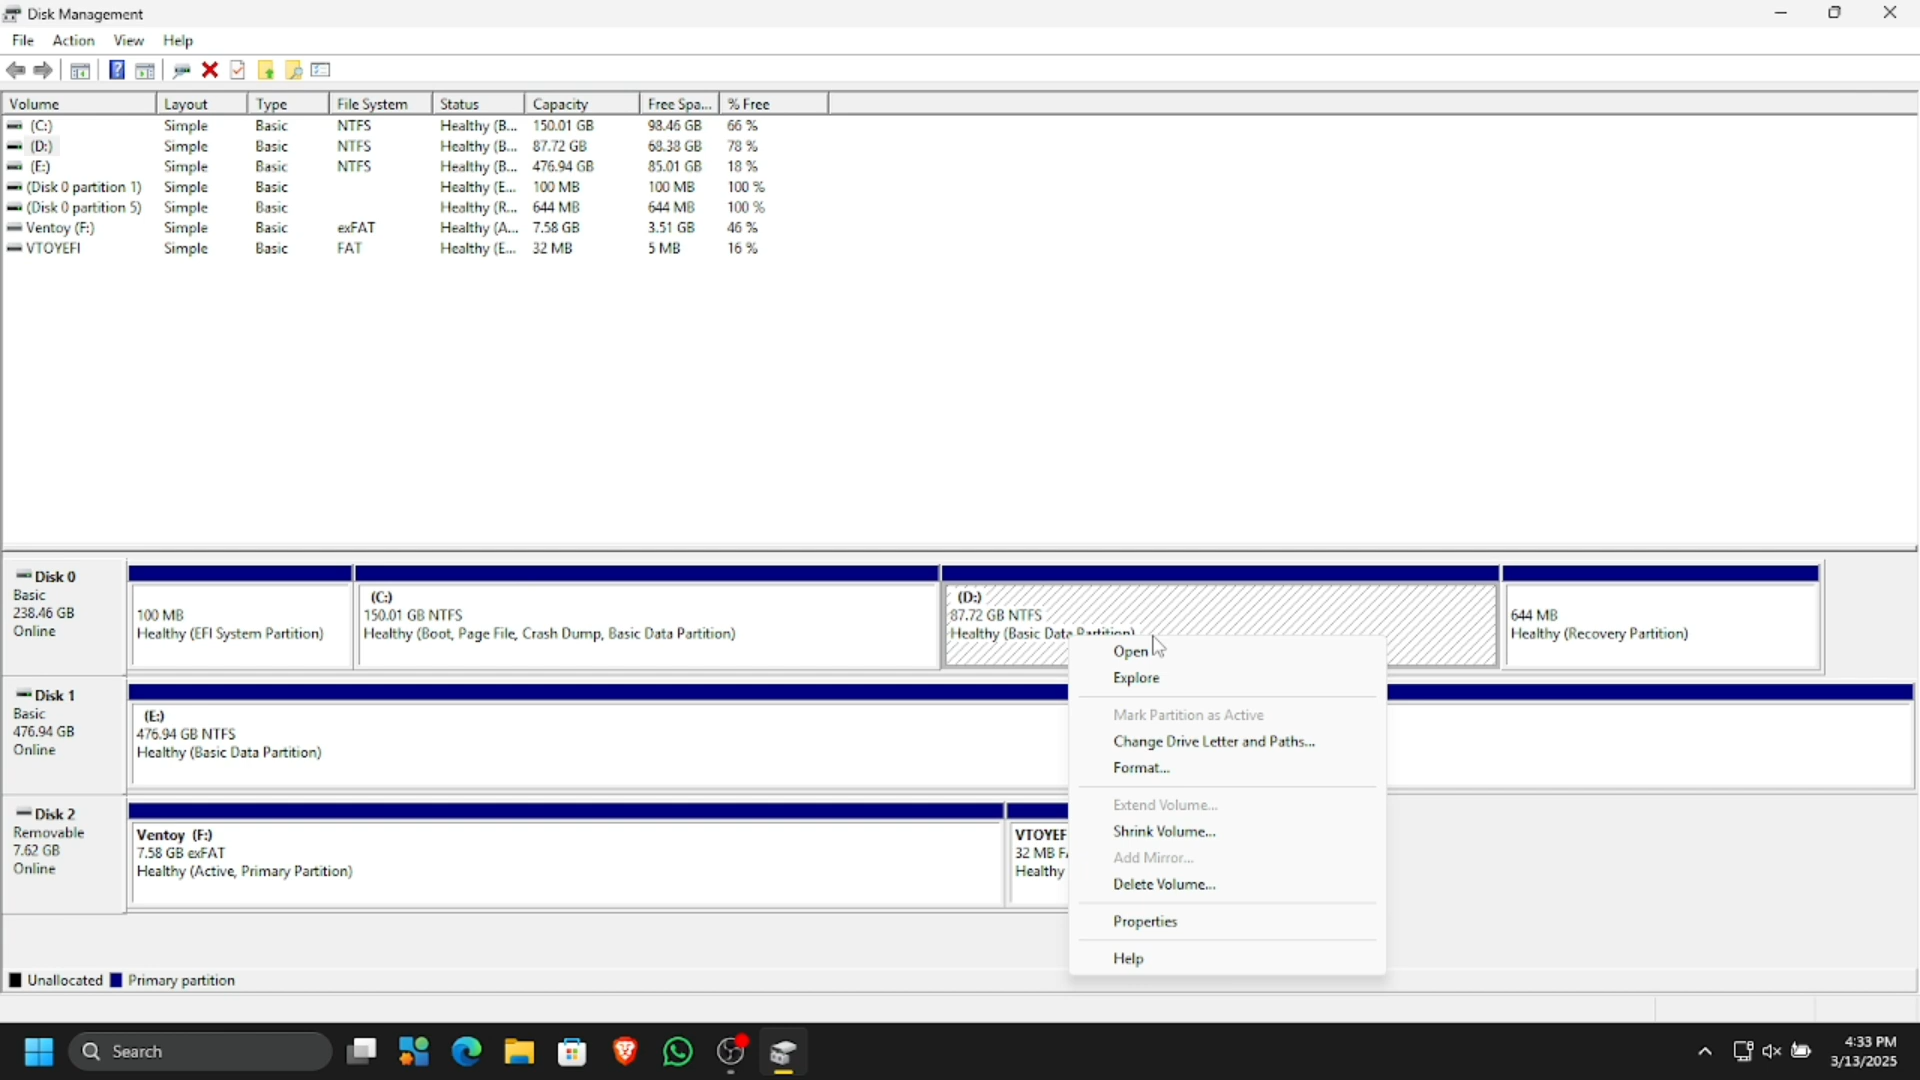 Disk Management
File Action View Help
Volume Layout Type File System Status Capacity Free Spa... % Free
(C:) Simple Basic NTFS Healthy (B... 150.01 GB 98.46 GB 66 %
(D:) Simple Basic NTFS Healthy (B... 87.72 GB 68.38 GB 78 %
(E:) Simple Basic NTFS Healthy (B... 476.94 GB 85.01 GB 18 %
(Disk 0 partition 1) Simple Basic Healthy (E... 100 MB 100 MB 100 %
(Disk 0 partition 5) Simple Basic Healthy (R... 644 MB 644 MB 100 %
Ventoy (F:) Simple Basic exFAT Healthy (A... 7.58 GB 3.51 GB 46 %
VTOYEFI Simple Basic FAT Healthy (E... 32 MB 5 MB 16 %
Disk 0
Basic
238.46 GB
Online
100 MB
Healthy (EFI System Partition)
(C:)
150.01 GB NTFS
Healthy (Boot, Page File, Crash Dump, Basic Data Partition)
(D:)
87.72 GB NTFS
Healthy (Basic Data Partition)
644 MB
Healthy (Recovery Partition)
Disk 1
Basic
476.94 GB
Online
(E:)
476.94 GB NTFS
Healthy (Basic Data Partition)
Disk 2
Removable
7.62 GB
Online
Ventoy (F:)
7.58 GB exFAT
Healthy (Active, Primary Partition)
VTOYEF
32 MB F
Healthy
Open
Explore
Mark Partition as Active
Change Drive Letter and Paths...
Format...
Extend Volume...
Shrink Volume...
Add Mirror...
Delete Volume...
Properties
Help
Unallocated Primary partition
Search
4:33 PM
3/13/2025